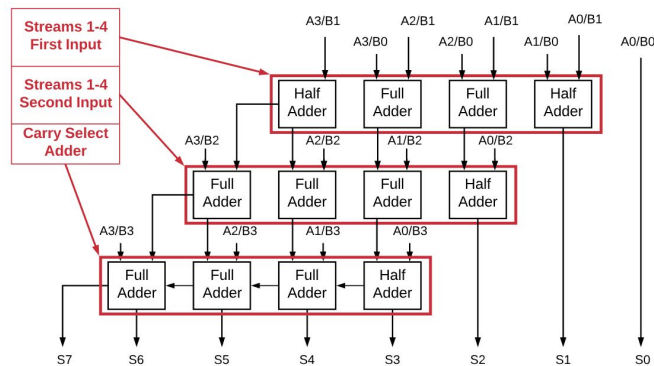 Streams 1-4
First Input
Streams 1-4
Second Input
Carry Select
Adder
A3/B1 A2/B1 A1/B1 A0/B1
A3/B0 A2/B0 A1/B0 A0/B0
Half
Adder
Full
Adder
Full
Adder
Half
Adder
A3/B2 A2/B2 A1/B2 A0/B2
Full
Adder
Full
Adder
Full
Adder
Half
Adder
A3/B3 A2/B3 A1/B3 A0/B3
Full
Adder
Full
Adder
Full
Adder
Half
Adder
S7 S6 S5 S4 S3 S2 S1 S0